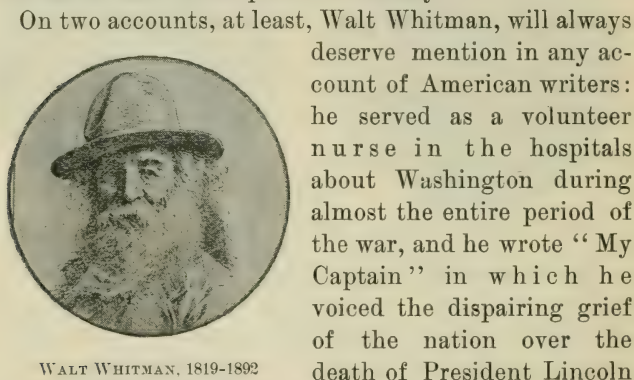 On two accounts, at least, Walt Whitman, will always
deserve mention in any ac-
count of American writers:
he served as a volunteer
nurse in the hospitals
about Washington during
almost the entire period of
the war, and he wrote “ My
Captain ” in which he
voiced the dispairing grief
of the nation over the
death of President Lincoln
WALT WHITMAN, 1819-1892